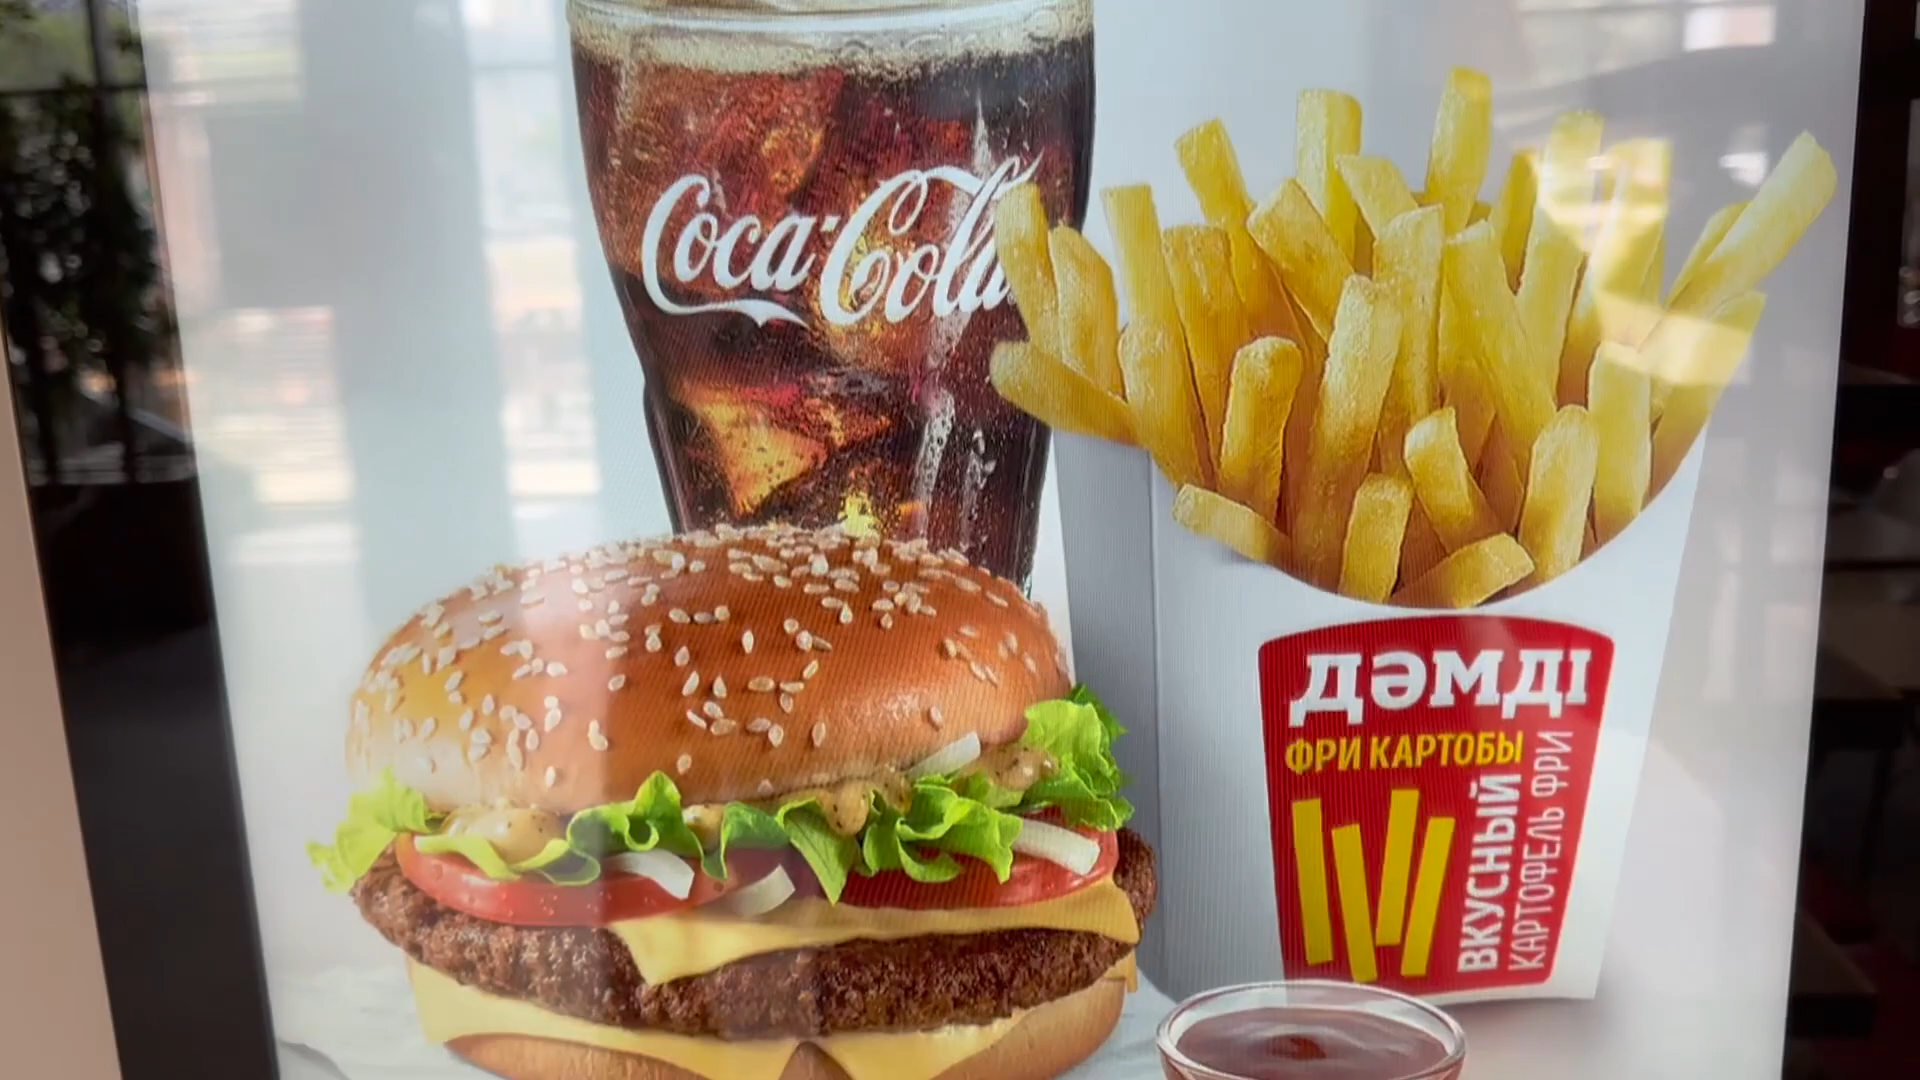 Coca-Cola
ДӘМДІ
ФРИ КАРТОБЫ
ВКУСНЫЙ
КАРТОФЕЛЬ ФРИ